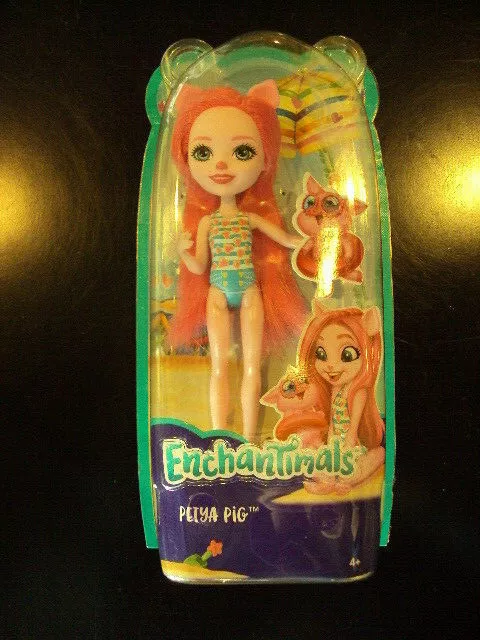 Enchantimals
PETYA PIG™
4+